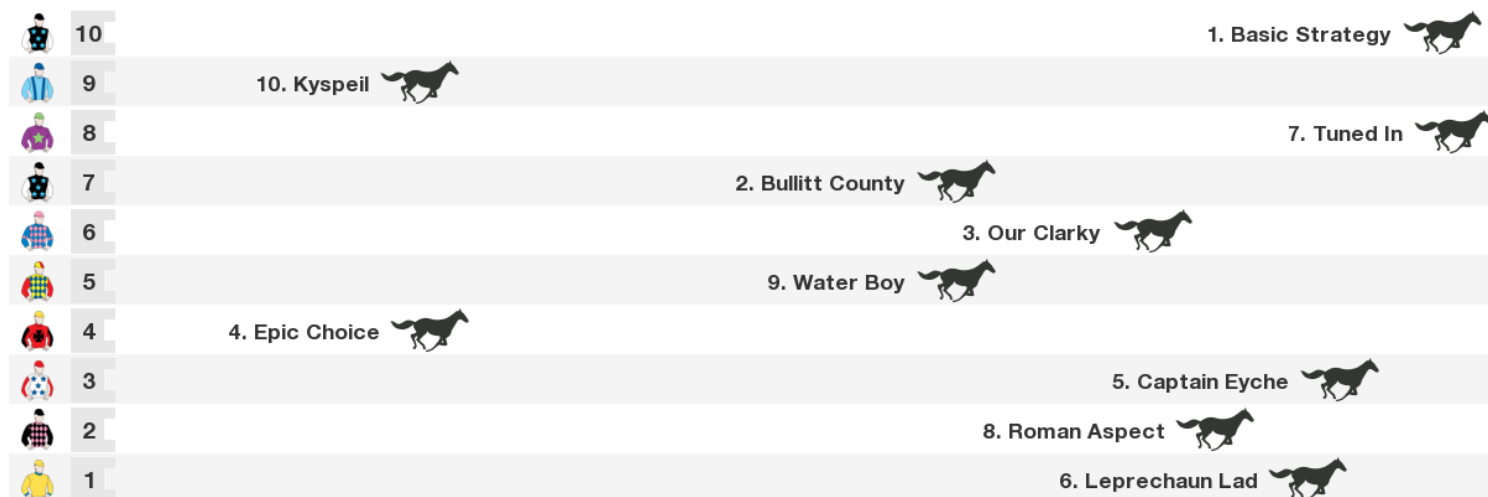 10 1. Basic Strategy
9 10. Kyspeil
8 7. Tuned In
7 2. Bullitt County
6 3. Our Clarky
5 9. Water Boy
4 4. Epic Choice
3 5. Captain Eyche
2 8. Roman Aspect
1 6. Leprechaun Lad